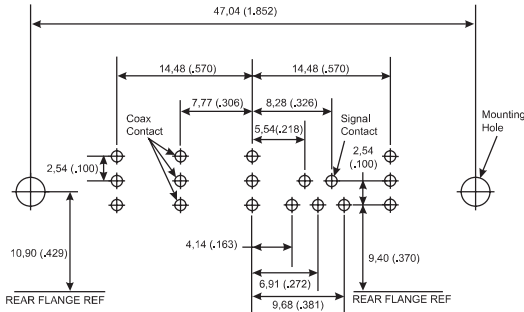 47,04 (1.852)
14,48 (.570)
14,48 (.570)
7,77 (.306)
8,28 (.326)
Mounting
Hole
Coax
Contact
Signal
Contact
5,54(.218)
2,54 (.100)
2,54
(.100)
10,90 (.429)
4,14 (.163)
9,40 (.370)
6,91 (.272)
REAR FLANGE REF
REAR FLANGE REF
9,68 (.381)